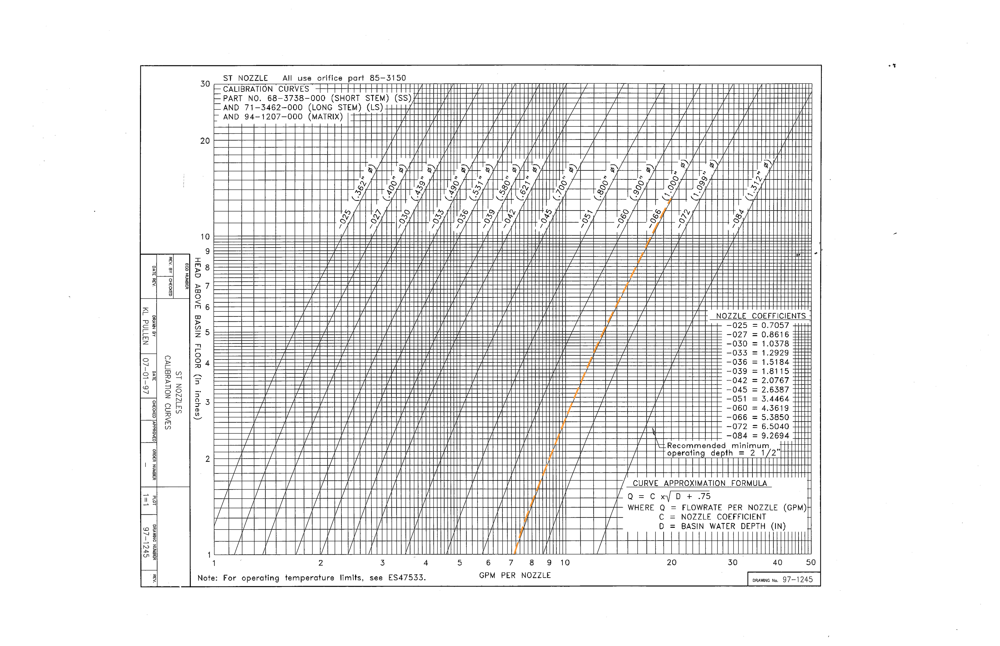 ST NOZZLE All use orifice part 85-3150
CALIBRATION CURVES
PART NO. 68-3738-000 (SHORT STEM) (SS)
AND 71-3462-000 (LONG STEM) (LS)
AND 94-1207-000 (MATRIX)
30
20
10
9
8
7
6
5
4
3
2
1
HEAD ABOVE BASIN FLOOR (in inches)
-025 (.362" Ø)
-027 (.400" Ø)
-030 (.439" Ø)
-033 (.490" Ø)
-036 (.531" Ø)
-039 (.580" Ø)
-042 (.621" Ø)
-045 (.700" Ø)
-051 (.800" Ø)
-060 (.900" Ø)
-066 (1.000" Ø)
-072 (1.099" Ø)
-084 (1.312" Ø)
NOZZLE COEFFICIENTS
-025 = 0.7057
-027 = 0.8616
-030 = 1.0378
-033 = 1.2929
-036 = 1.5184
-039 = 1.8115
-042 = 2.0767
-045 = 2.6387
-051 = 3.4464
-060 = 4.3619
-066 = 5.3850
-072 = 6.5040
-084 = 9.2694
Recommended minimum
operating depth = 2 1/2"
CURVE APPROXIMATION FORMULA
Q = C x√ D + .75
WHERE Q = FLOWRATE PER NOZZLE (GPM)
C = NOZZLE COEFFICIENT
D = BASIN WATER DEPTH (IN)
1 2 3 4 5 6 7 8 9 10 20 30 40 50
GPM PER NOZZLE
Note: For operating temperature limits, see ES47533.
DRAWING No. 97-1245
ECO NUMBER
REV. BY CHECKED
DATE REV.
ST NOZZLES
CALIBRATION CURVES
DRAWN BY
KL PULLEN
DATE
07-01-97
CHECKED
APPROVED
ORDER NUMBER
-
PLOT
1=1
DRAWING NUMBER
97-1245
REV.